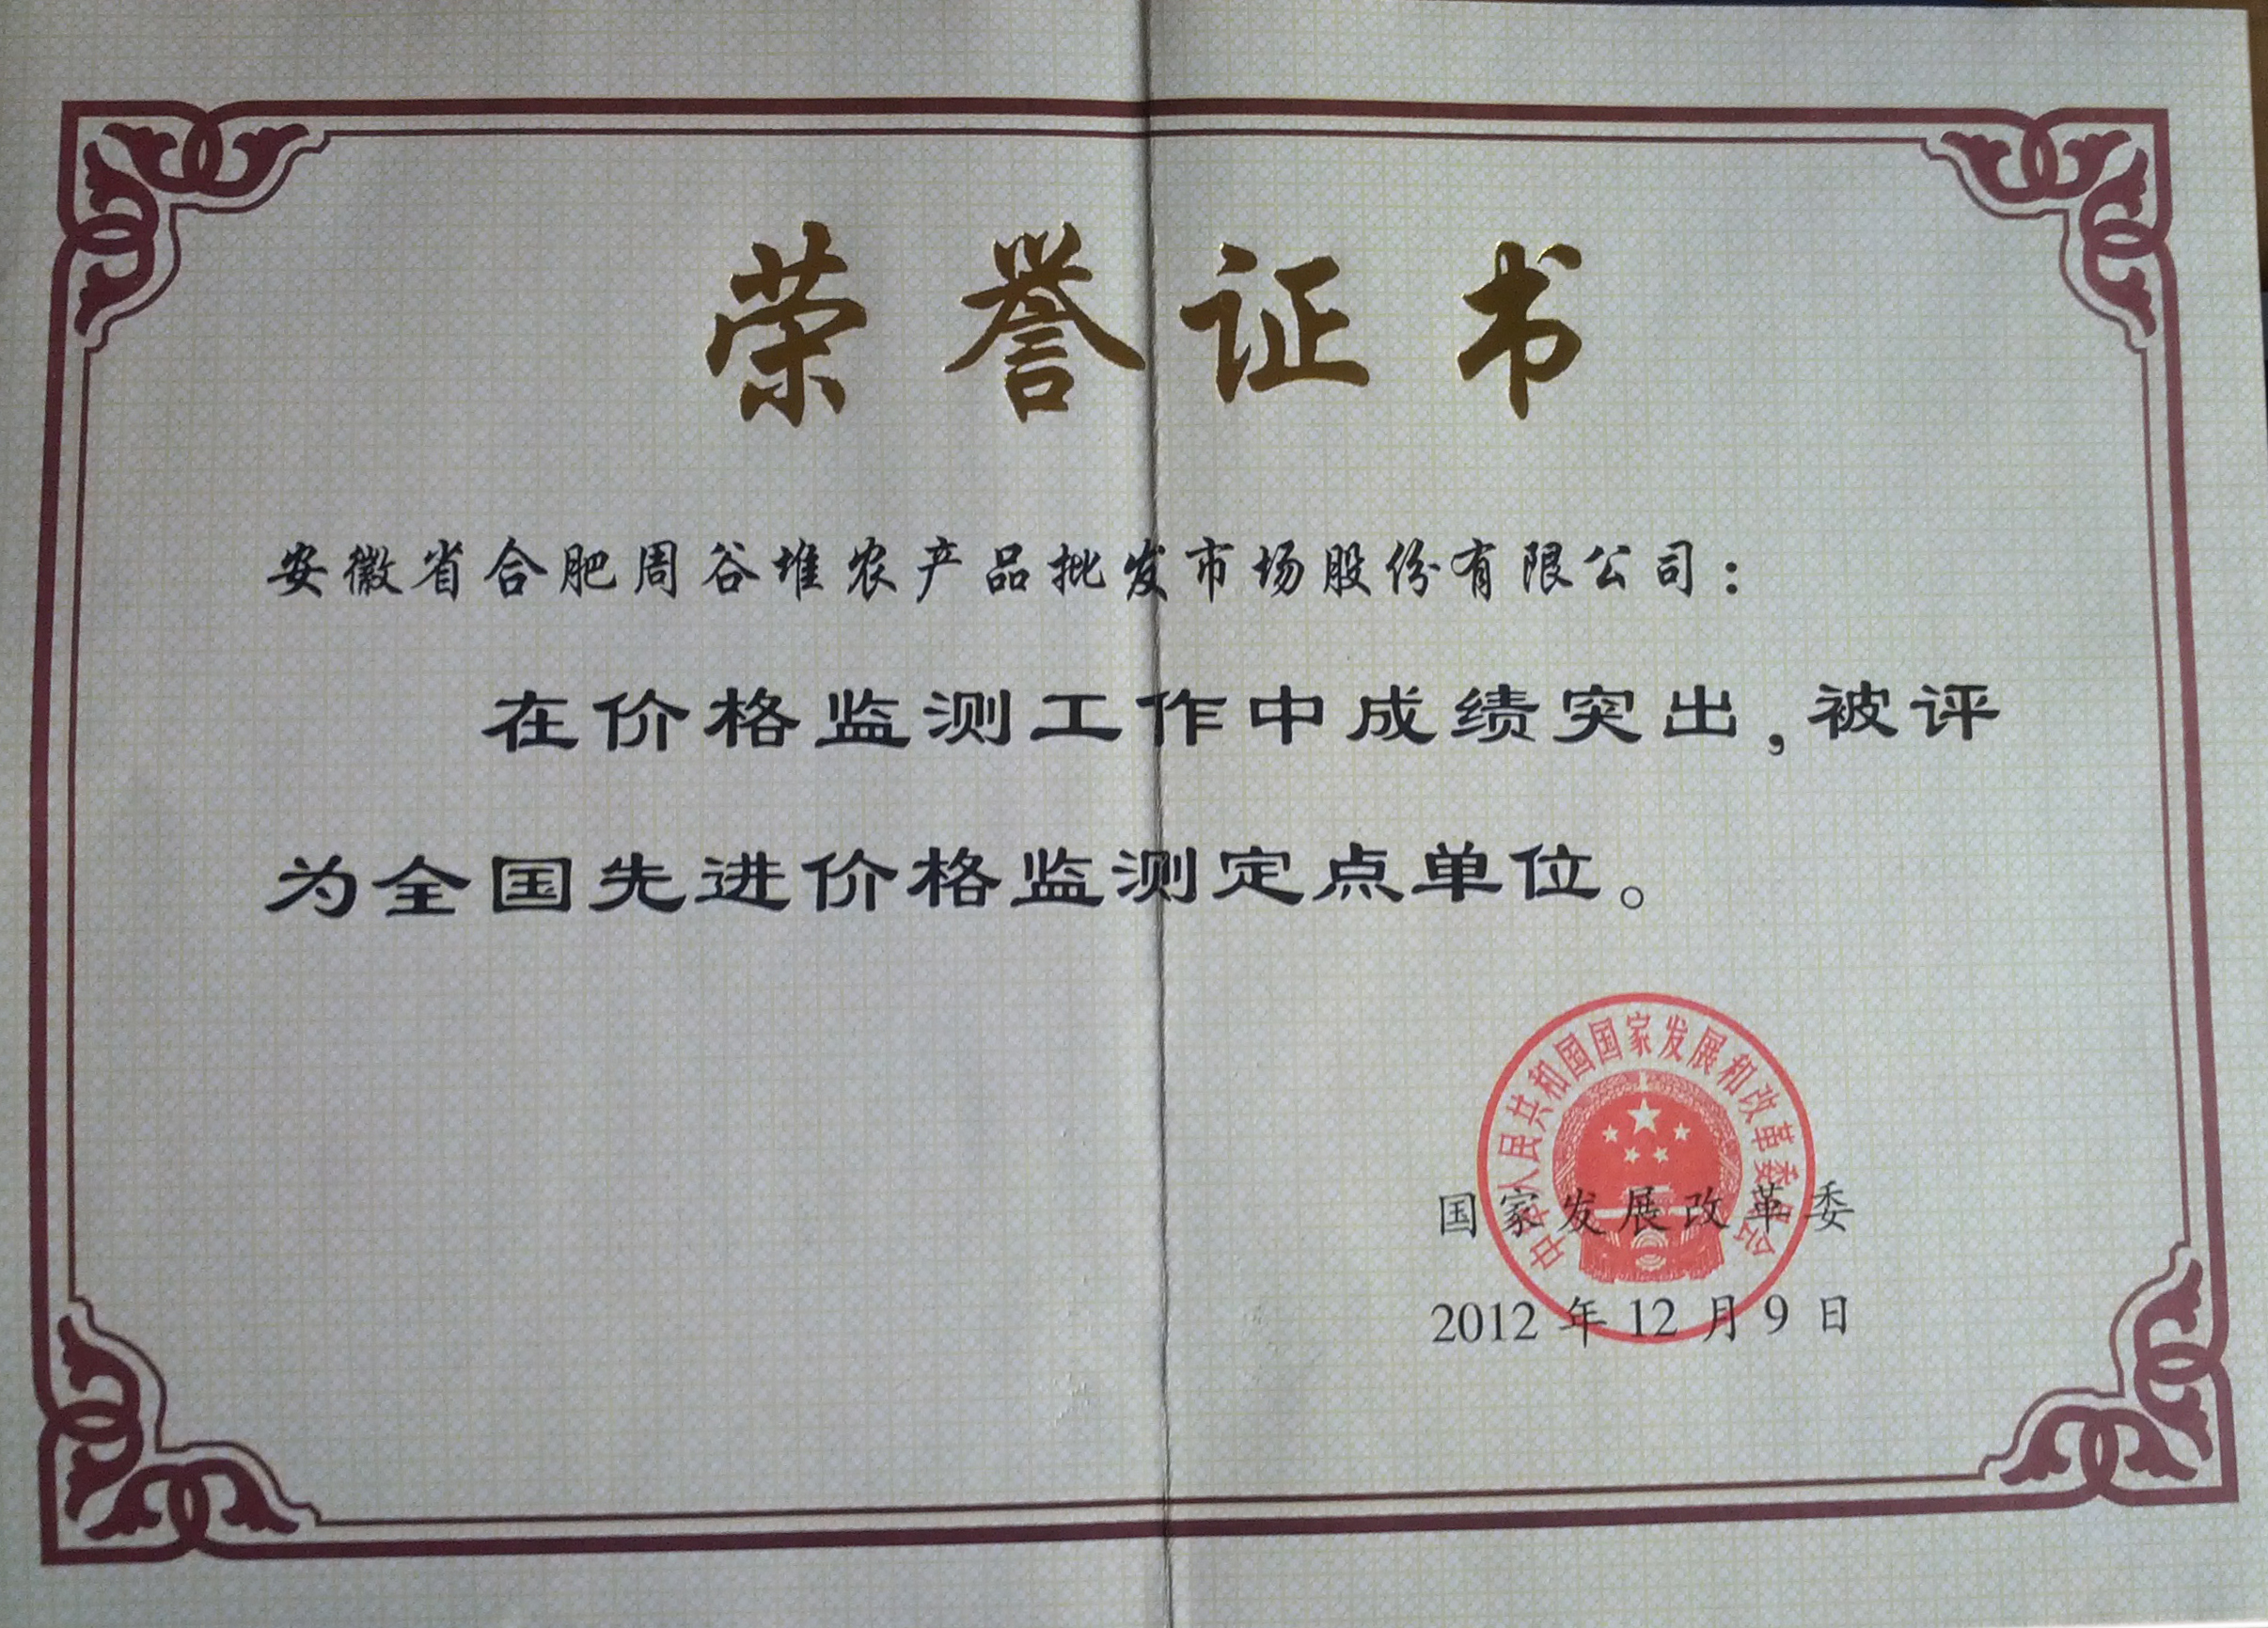 荣誉证书
安徽省合肥周谷堆农产品批发市场股份有限公司：
在价格监测工作中成绩突出，被评
为全国先进价格监测定点单位。
中华人民共和国国家发展和改革委员会
国家发展改革委
2012年12月9日